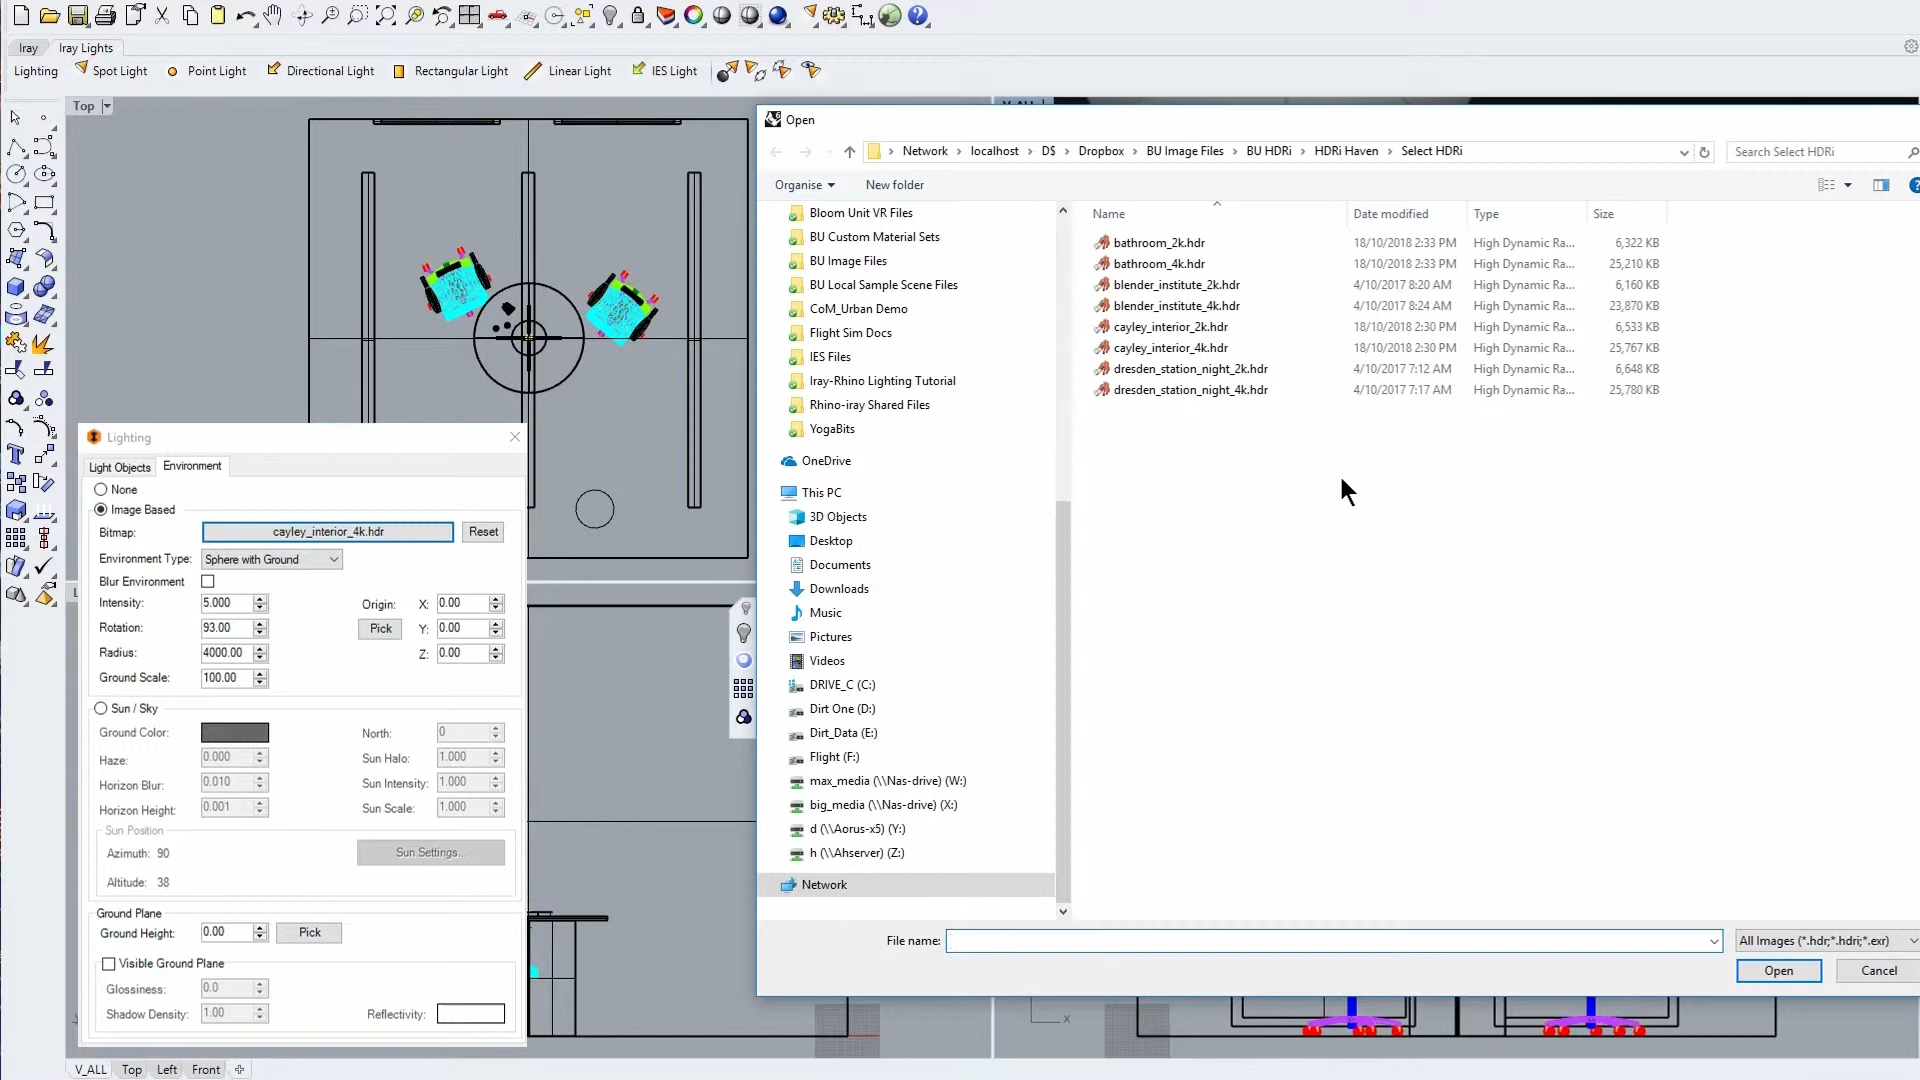 Iray
Iray Lights
Lighting
Spot Light
Point Light
Directional Light
Rectangular Light
Linear Light
IES Light
Top
Open
Network
localhost
D$
Dropbox
BU Image Files
BU HDRi
HDRi Haven
Select HDRi
Search Select HDRi
Organise
New folder
Bloom Unit VR Files
BU Custom Material Sets
BU Image Files
BU Local Sample Scene Files
CoM_Urban Demo
Flight Sim Docs
IES Files
Iray-Rhino Lighting Tutorial
Rhino-iray Shared Files
YogaBits
OneDrive
This PC
3D Objects
Desktop
Documents
Downloads
Music
Pictures
Videos
DRIVE_C (C:)
Dirt One (D:)
Dirt_Data (E:)
Flight (F:)
max_media (\\Nas-drive) (W:)
big_media (\\Nas-drive) (X:)
d (\\Aorus-x5) (Y:)
h (\\Ahserver) (Z:)
Network
Name Date modified Type Size
bathroom_2k.hdr 18/10/2018 2:33 PM High Dynamic Ra... 6,322 KB
bathroom_4k.hdr 18/10/2018 2:33 PM High Dynamic Ra... 25,210 KB
blender_institute_2k.hdr 4/10/2017 8:20 AM High Dynamic Ra... 6,160 KB
blender_institute_4k.hdr 4/10/2017 8:24 AM High Dynamic Ra... 23,870 KB
cayley_interior_2k.hdr 18/10/2018 2:30 PM High Dynamic Ra... 6,533 KB
cayley_interior_4k.hdr 18/10/2018 2:30 PM High Dynamic Ra... 25,767 KB
dresden_station_night_2k.hdr 4/10/2017 7:12 AM High Dynamic Ra... 6,648 KB
dresden_station_night_4k.hdr 4/10/2017 7:17 AM High Dynamic Ra... 25,780 KB
File name:
All Images (*.hdr;*.hdri;*.exr)
Open
Cancel
Lighting
Light Objects
Environment
None
Image Based
Bitmap: cayley_interior_4k.hdr Reset
Environment Type: Sphere with Ground
Blur Environment
Intensity: 5.000 Origin: X: 0.00
Rotation: 93.00 Pick Y: 0.00
Radius: 4000.00 Z: 0.00
Ground Scale: 100.00
Sun / Sky
Ground Color: North: 0
Haze: 0.000 Sun Halo: 1.000
Horizon Blur: 0.010 Sun Intensity: 1.000
Horizon Height: 0.001 Sun Scale: 1.000
Sun Position
Azimuth: 90 Sun Settings...
Altitude: 38
Ground Plane
Ground Height: 0.00 Pick
Visible Ground Plane
Glossiness: 0.0
Shadow Density: 1.00 Reflectivity:
x
V_ALL
Top
Left
Front